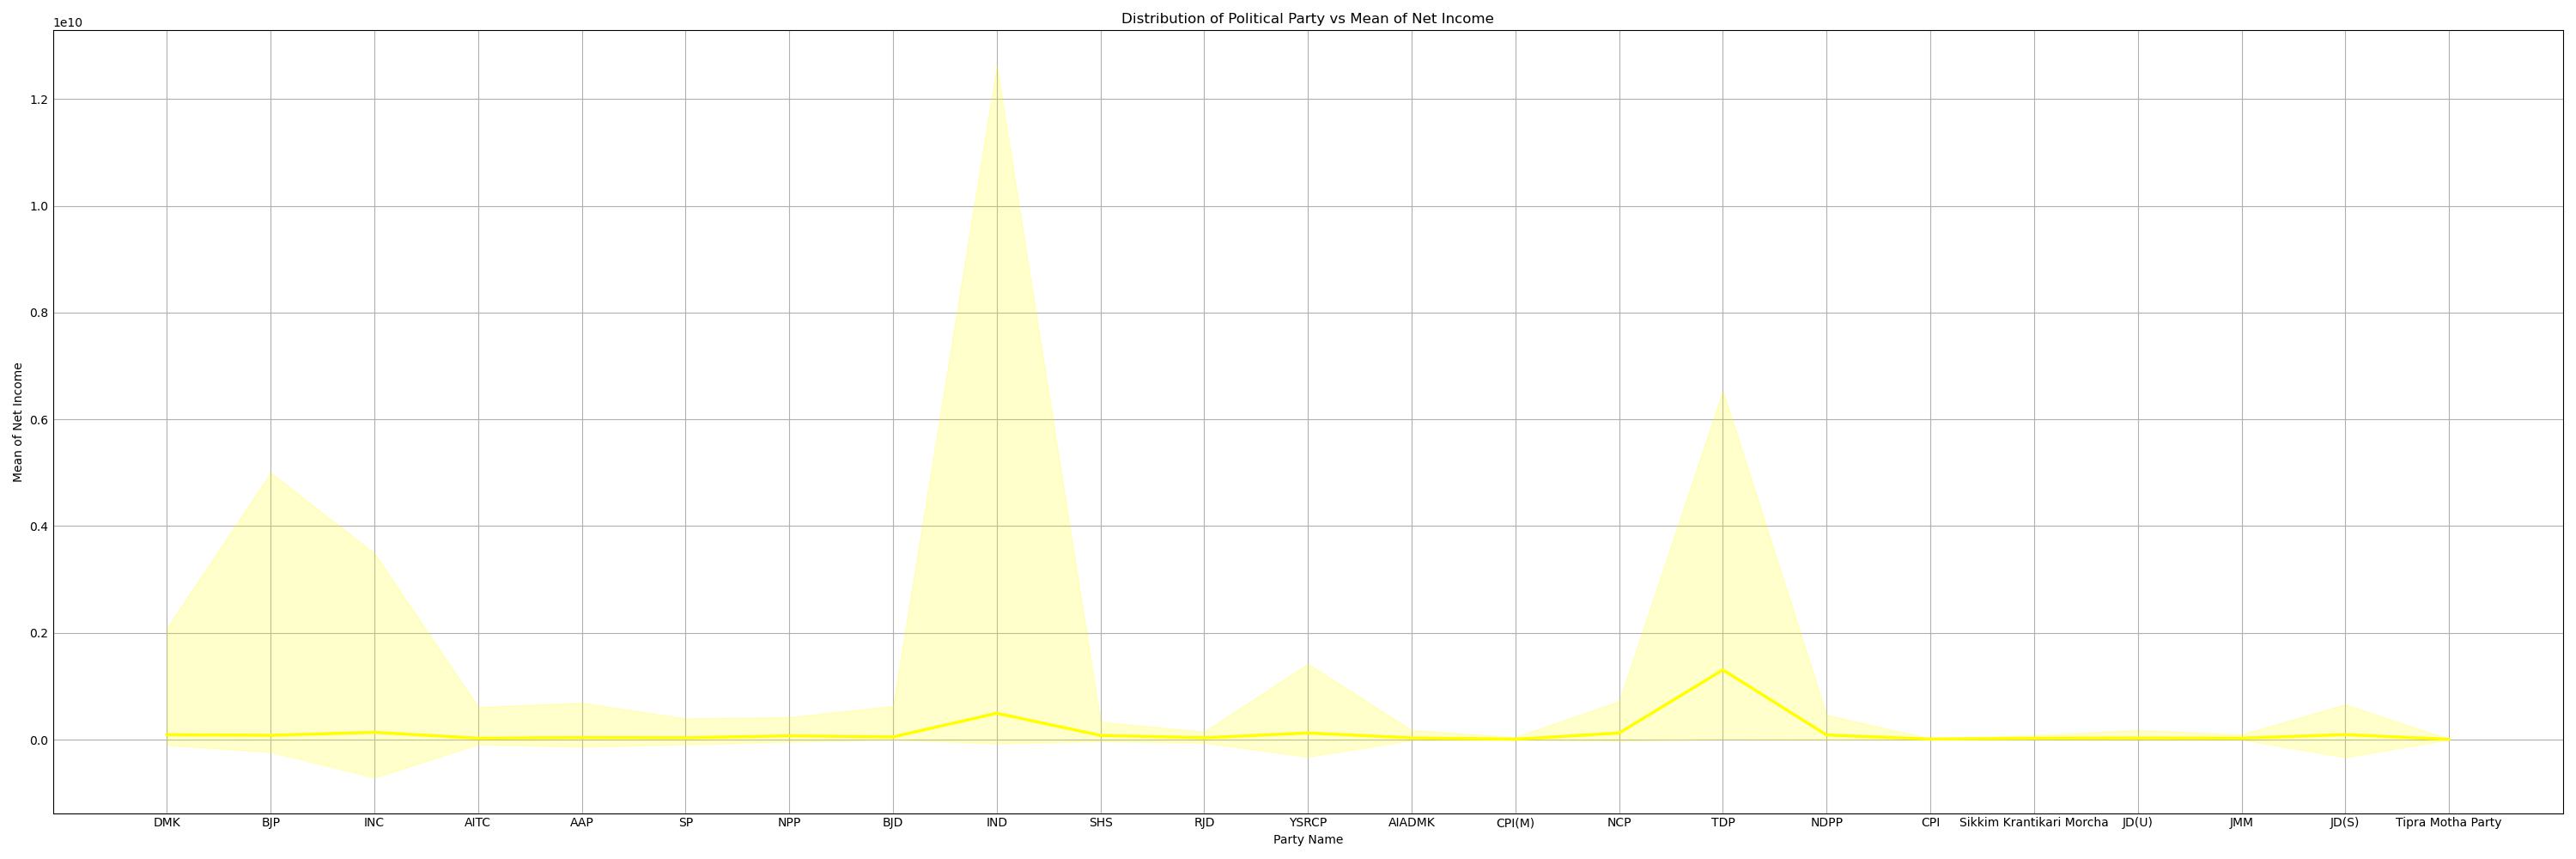 Distribution of Political Party vs Mean of Net Income
1e10
1.2
1.0
0.8
0.6
0.4
0.2
0.0
Mean of Net Income
DMK BJP INC AITC AAP SP NPP BJD IND SHS RJD YSRCP AIADMK CPI(M) NCP TDP NDPP CPI Sikkim Krantikari Morcha JD(U) JMM JD(S) Tipra Motha Party
Party Name